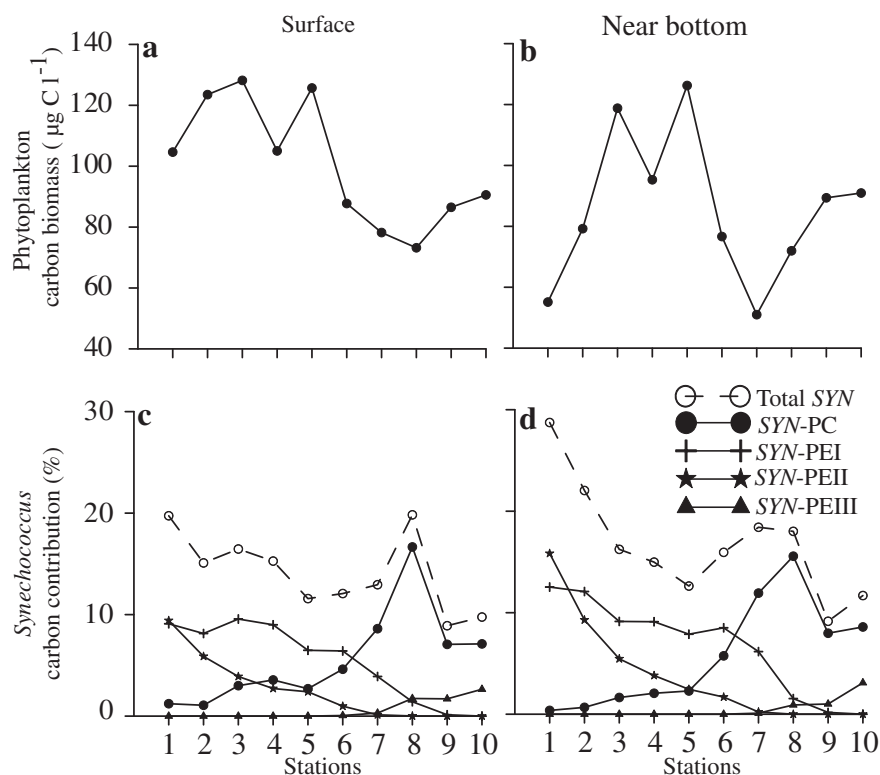 Surface
Near bottom
a
b
Phytoplankton
carbon biomass ( µg C l⁻¹)
140
120
100
80
60
40
c
d
Total SYN
SYN-PC
SYN-PEI
SYN-PEII
SYN-PEIII
Synechococcus
carbon contribution (%)
30
20
10
0
1 2 3 4 5 6 7 8 9 10
Stations
1 2 3 4 5 6 7 8 9 10
Stations